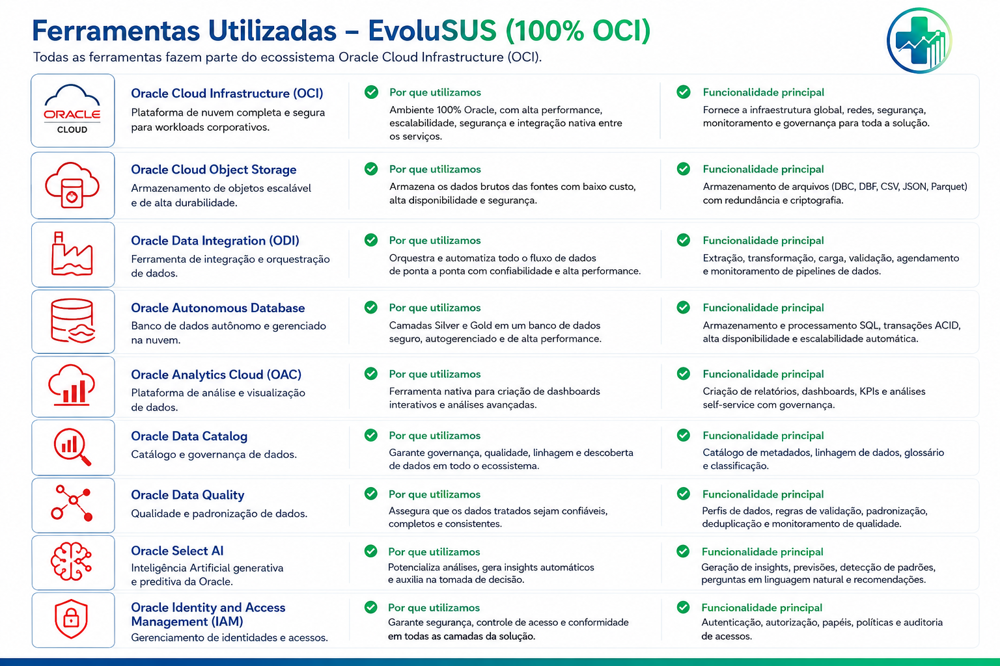 Ferramentas Utilizadas – EvoluSUS (100% OCI)
Todas as ferramentas fazem parte do ecossistema Oracle Cloud Infrastructure (OCI).
ORACLE
CLOUD
Oracle Cloud Infrastructure (OCI)
Plataforma de nuvem completa e segura
para workloads corporativos.
Por que utilizamos
Ambiente 100% Oracle, com alta performance,
escalabilidade, segurança e integração nativa entre
os serviços.
Funcionalidade principal
Fornece a infraestrutura global, redes, segurança,
monitoramento e governança para toda a solução.
Oracle Cloud Object Storage
Armazenamento de objetos escalável
e de alta durabilidade.
Por que utilizamos
Armazena os dados brutos das fontes com baixo custo,
alta disponibilidade e segurança.
Funcionalidade principal
Armazenamento de arquivos (DBC, DBF, CSV, JSON, Parquet)
com redundância e criptografia.
Oracle Data Integration (ODI)
Ferramenta de integração e orquestração
de dados.
Por que utilizamos
Orquestra e automatiza todo o fluxo de dados
de ponta a ponta com confiabilidade e alta performance.
Funcionalidade principal
Extração, transformação, carga, validação, agendamento
e monitoramento de pipelines de dados.
Oracle Autonomous Database
Banco de dados autônomo e gerenciado
na nuvem.
Por que utilizamos
Camadas Silver e Gold em um banco de dados
seguro, autogerenciado e de alta performance.
Funcionalidade principal
Armazenamento e processamento SQL, transações ACID,
alta disponibilidade e escalabilidade automática.
Oracle Analytics Cloud (OAC)
Plataforma de análise e visualização
de dados.
Por que utilizamos
Ferramenta nativa para criação de dashboards
interativos e análises avançadas.
Funcionalidade principal
Criação de relatórios, dashboards, KPIs e análises
self-service com governança.
Oracle Data Catalog
Catálogo e governança de dados.
Por que utilizamos
Garante governança, qualidade, linhagem e descoberta
de dados em todo o ecossistema.
Funcionalidade principal
Catálogo de metadados, linhagem de dados, glossário
e classificação.
Oracle Data Quality
Qualidade e padronização de dados.
Por que utilizamos
Assegura que os dados tratados sejam confiáveis,
completos e consistentes.
Funcionalidade principal
Perfis de dados, regras de validação, padronização,
deduplicação e monitoramento de qualidade.
Oracle Select AI
Inteligência Artificial generativa
e preditiva da Oracle.
Por que utilizamos
Potencializa análises, gera insights automáticos
e auxilia na tomada de decisão.
Funcionalidade principal
Geração de insights, previsões, detecção de padrões,
perguntas em linguagem natural e recomendações.
Oracle Identity and Access
Management (IAM)
Gerenciamento de identidades e acessos.
Por que utilizamos
Garante segurança, controle de acesso e conformidade
em todas as camadas da solução.
Funcionalidade principal
Autenticação, autorização, papéis, políticas e auditoria
de acessos.